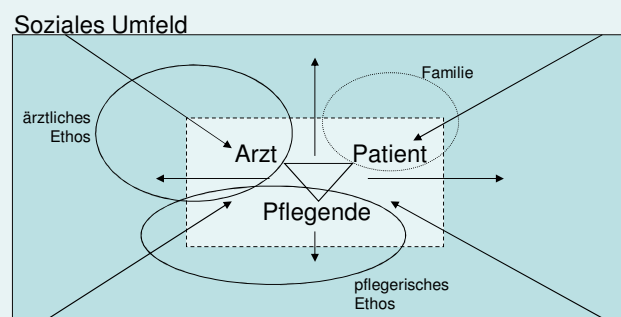 Soziales Umfeld
Familie
ärztliches
Ethos
Arzt
Patient
Pflegende
pflegerisches
Ethos